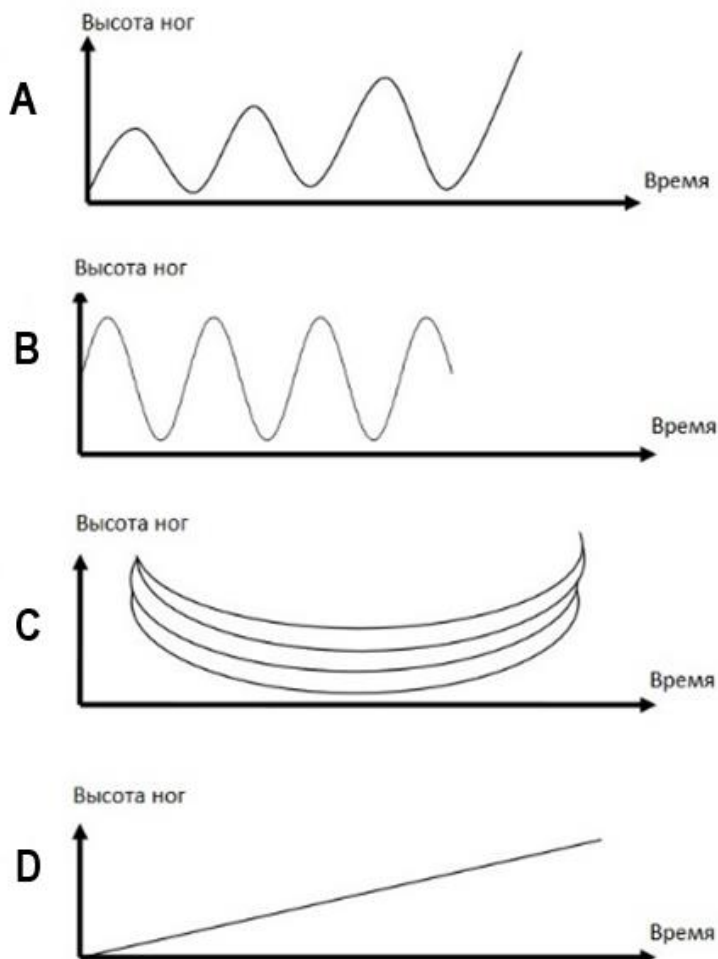 Высота ног
A
Время
Высота ног
B
Время
Высота ног
C
Время
Высота ног
D
Время